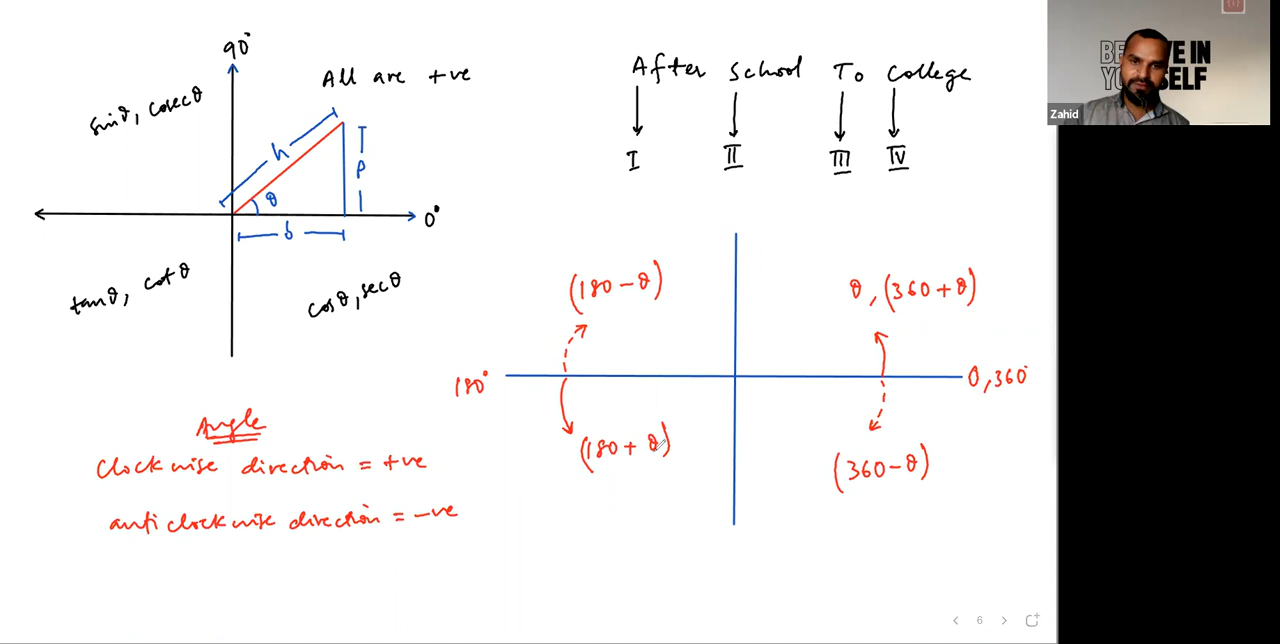 90°
All are +ve
sinθ, cosecθ
h
P
θ
b
0°
tanθ, cotθ
cosθ, secθ
After School To College
I II III IV
(180 - θ)
θ, (360 + θ)
180°
0, 360°
(180 + θ)
(360 - θ)
Angle
Clockwise direction = +ve
anticlockwise direction = -ve
Zahid
6